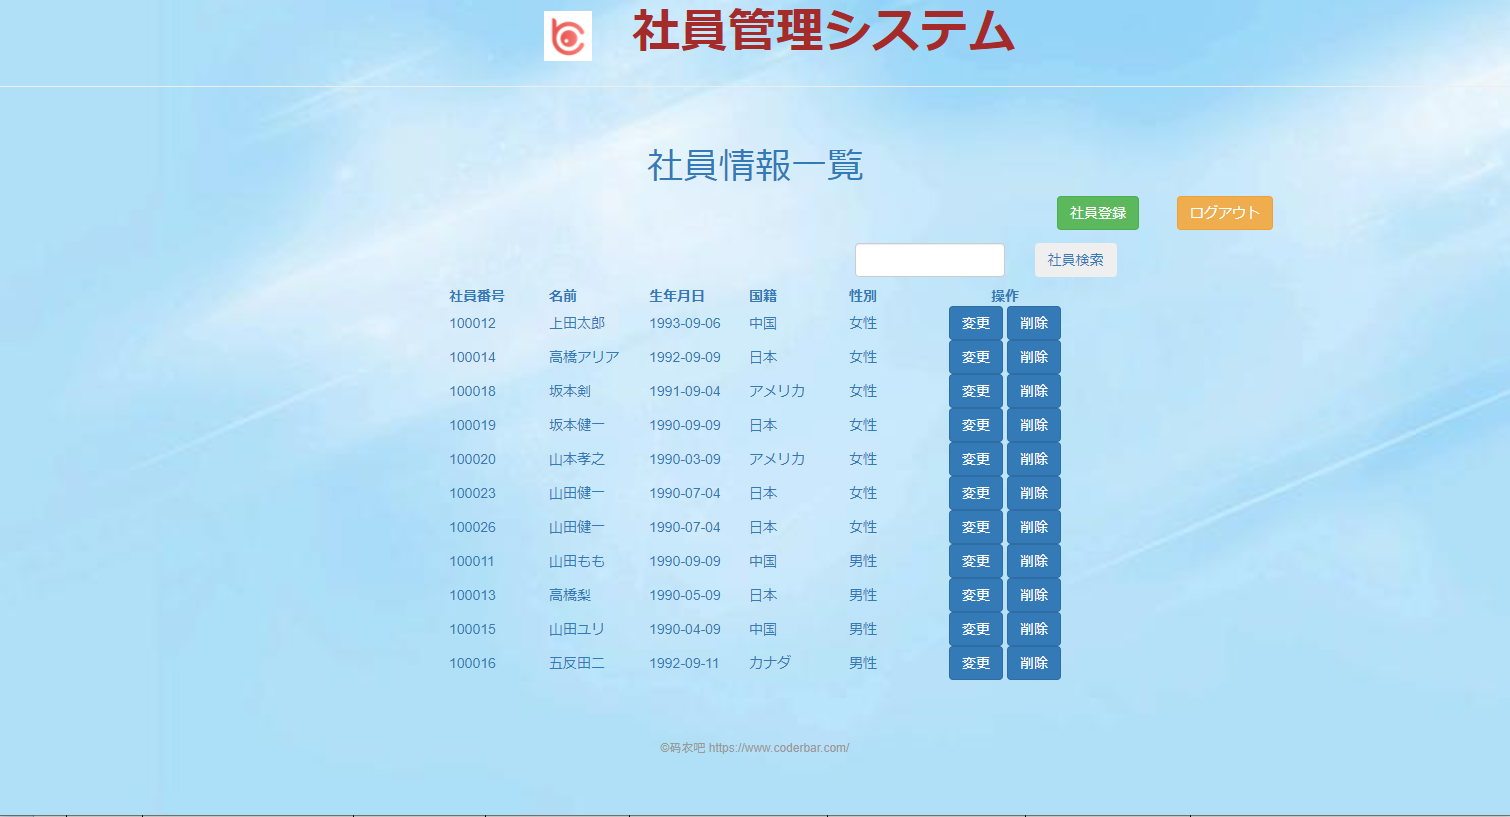 社員管理システム
社員情報一覧
社員登録 ログアウト
社員検索
社員番号 名前 生年月日 国籍 性別 操作
100012 上田太郎 1993-09-06 中国 女性 変更 削除
100014 高橋アリア 1992-09-09 日本 女性 変更 削除
100018 坂本剣 1991-09-04 アメリカ 女性 変更 削除
100019 坂本健一 1990-09-09 日本 女性 変更 削除
100020 山本孝之 1990-03-09 アメリカ 女性 変更 削除
100023 山田健一 1990-07-04 日本 女性 変更 削除
100026 山田健一 1990-07-04 日本 女性 変更 削除
100011 山田もも 1990-09-09 中国 男性 変更 削除
100013 高橋梨 1990-05-09 日本 男性 変更 削除
100015 山田ユリ 1990-04-09 中国 男性 変更 削除
100016 五反田二 1992-09-11 カナダ 男性 変更 削除
©码农吧 https://www.coderbar.com/